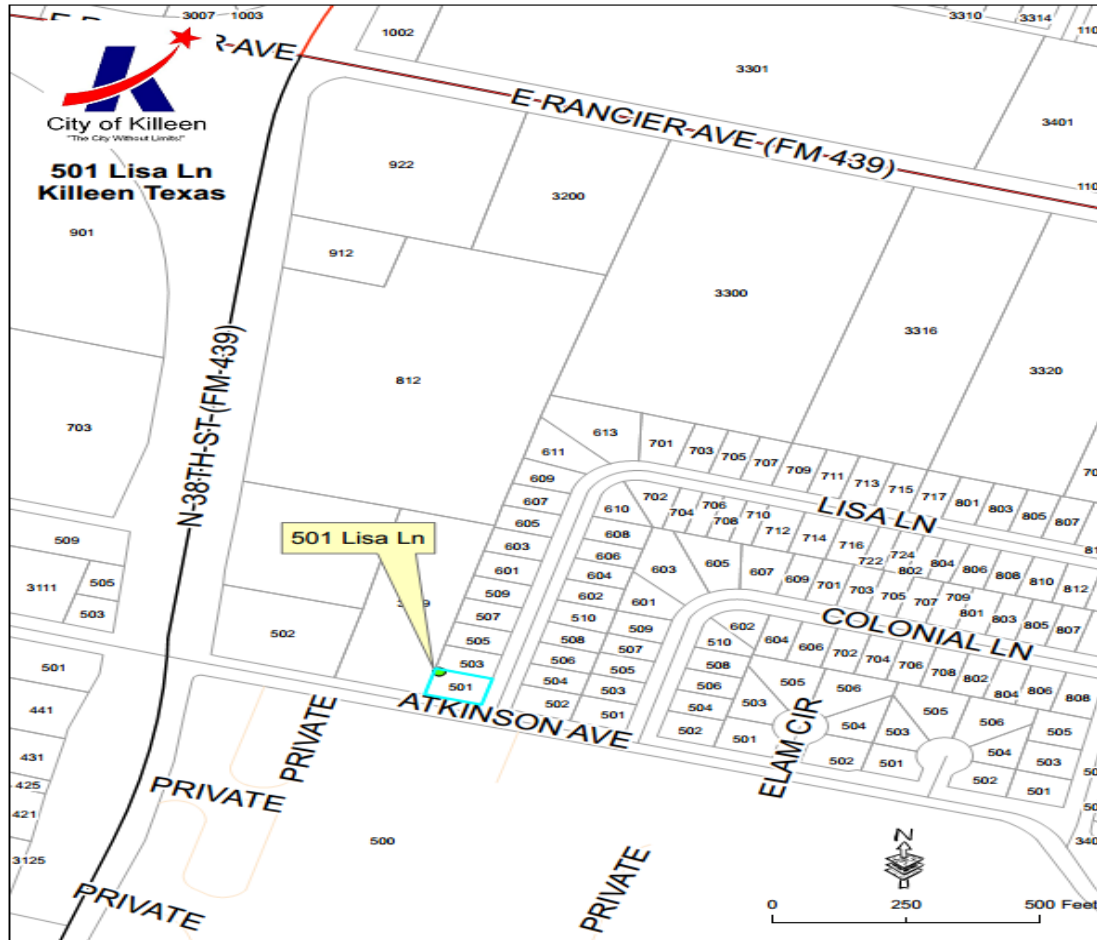 3007 1003
3310 3314
E R
R-AVE
1002
City of Killeen
"The City Without Limits!"
501 Lisa Ln
Killeen Texas
3301
E RANCIER AVE (FM 439)
3401
110
922
3200
901
912
3300
3316
3320
812
703
N 38TH ST (FM 439)
613
701 703 705 707 709 711 713 715 717 801 803 805 807
611
609
607
605
603
601
509
507
505
503
501
501 Lisa Ln
LISA LN
702 704 706 708 710 712 714 716 722 724 802 804 806 808 810 812
610
608
606
604
602
510
508
506
504
502
603 605 607 609 701 703 705 707 709 801 803 805 807
601
509
507
505
503
501
COLONIAL LN
602 604 606 702 704 706 708 802 804 806 808
510
508
506
504
502
505 506
503 504
501 502
505 506 505
503 504 503
501 502 501
ELAM CIR
509
3111 505
503
502
ATKINSON AVE
501
441
431
425
421
3125
PRIVATE
PRIVATE
PRIVATE
PRIVATE
500
340
N
0 250 500 Feet